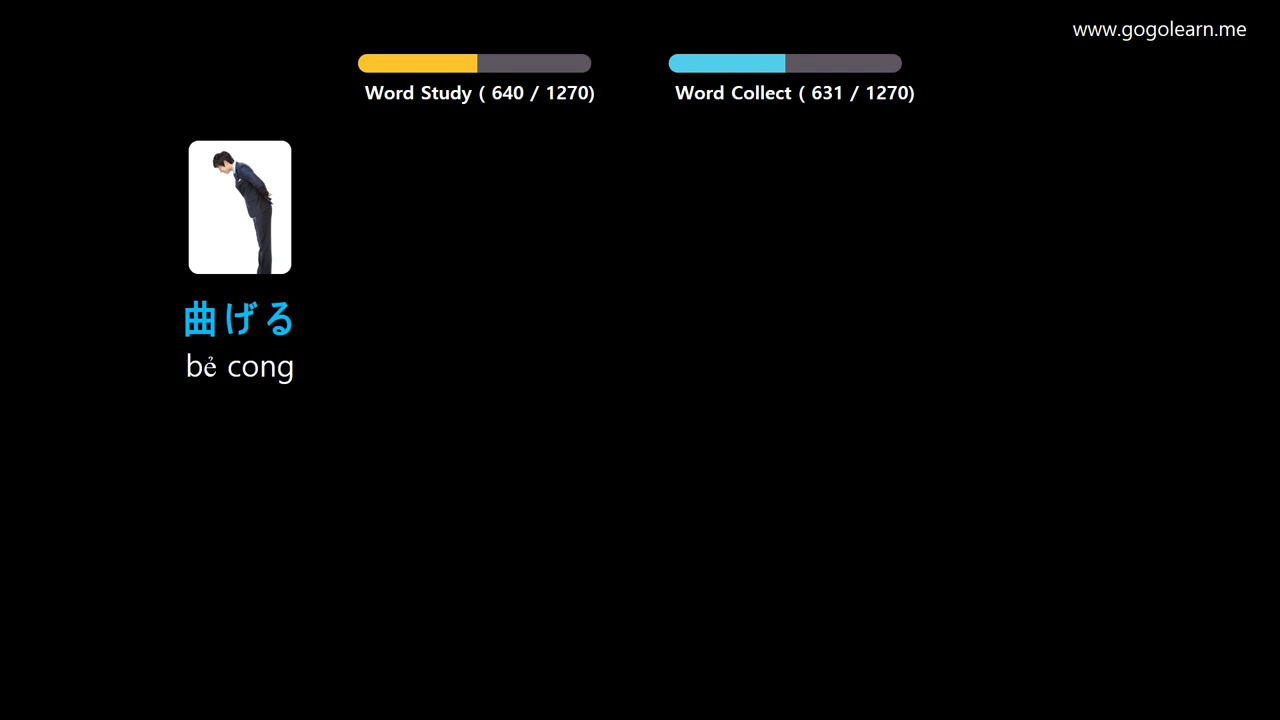 www.gogolearn.me
Word Study ( 640 / 1270)
Word Collect ( 631 / 1270)
曲げる
bẻ cong